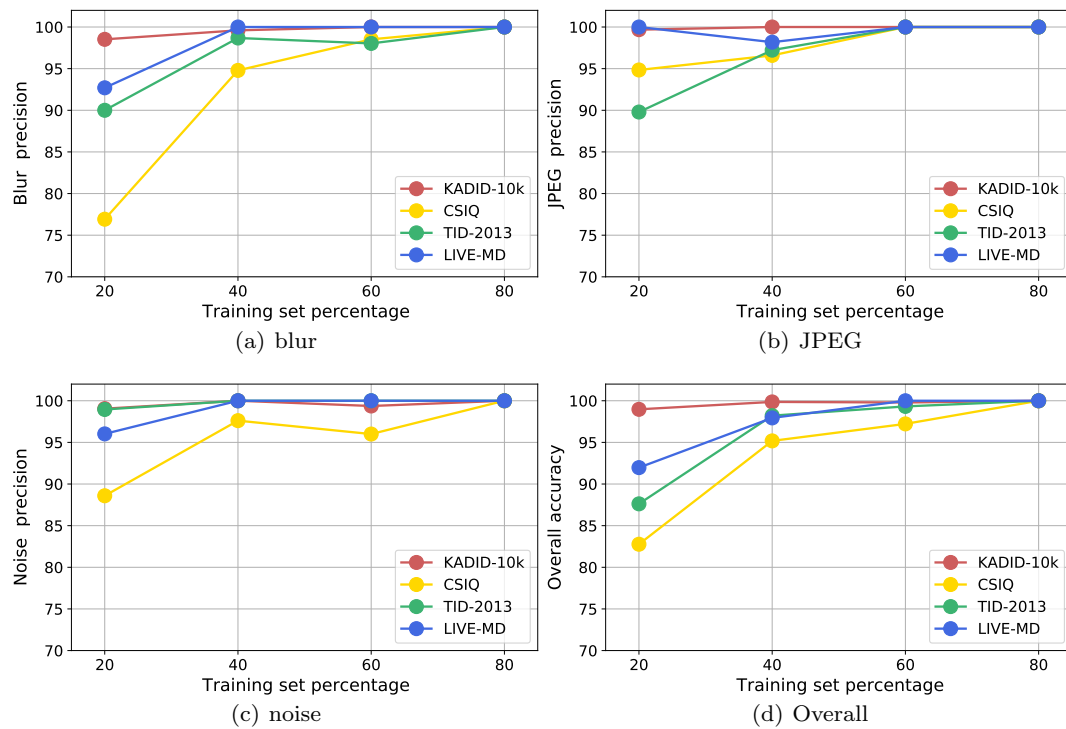 100
95
90
85
80
75
70
Blur precision
20 40 60 80
Training set percentage
KADID-10k
CSIQ
TID-2013
LIVE-MD
(a) blur
100
95
90
85
80
75
70
JPEG precision
20 40 60 80
Training set percentage
KADID-10k
CSIQ
TID-2013
LIVE-MD
(b) JPEG
100
95
90
85
80
75
70
Noise precision
20 40 60 80
Training set percentage
KADID-10k
CSIQ
TID-2013
LIVE-MD
(c) noise
100
95
90
85
80
75
70
Overall accuracy
20 40 60 80
Training set percentage
KADID-10k
CSIQ
TID-2013
LIVE-MD
(d) Overall